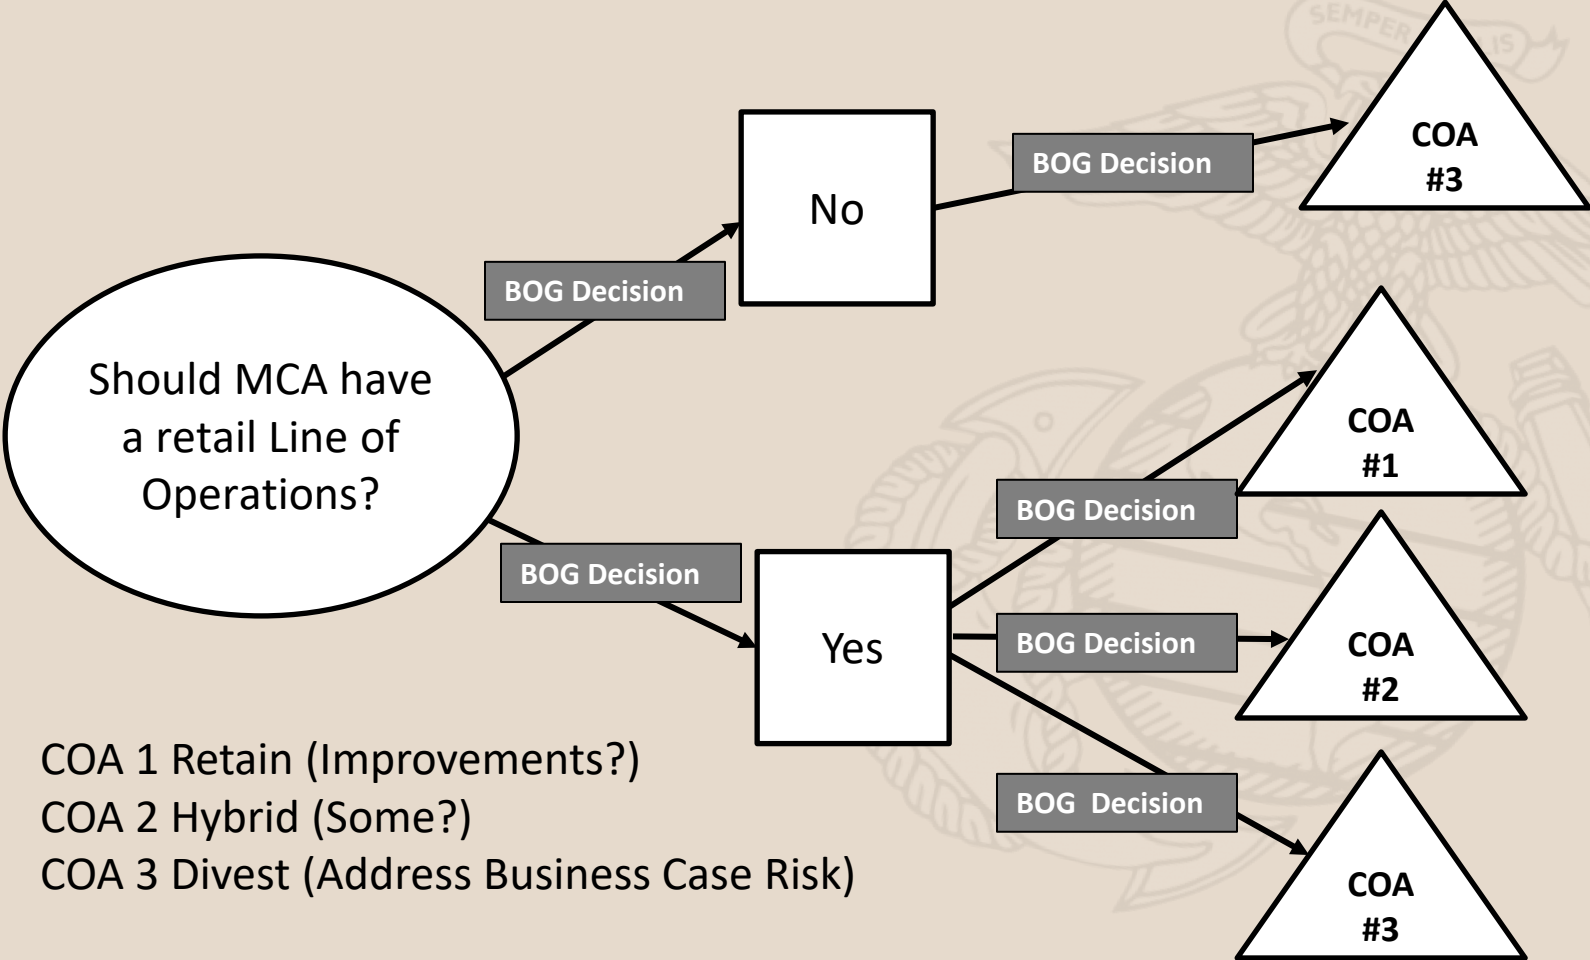 SEMPER
COA
#3
BOG Decision
No
BOG Decision
Should MCA have
a retail Line of
Operations?
COA
#1
BOG Decision
BOG Decision
Yes
BOG Decision
COA
#2
COA 1 Retain (Improvements?)
COA 2 Hybrid (Some?)
COA 3 Divest (Address Business Case Risk)
BOG  Decision
COA
#3